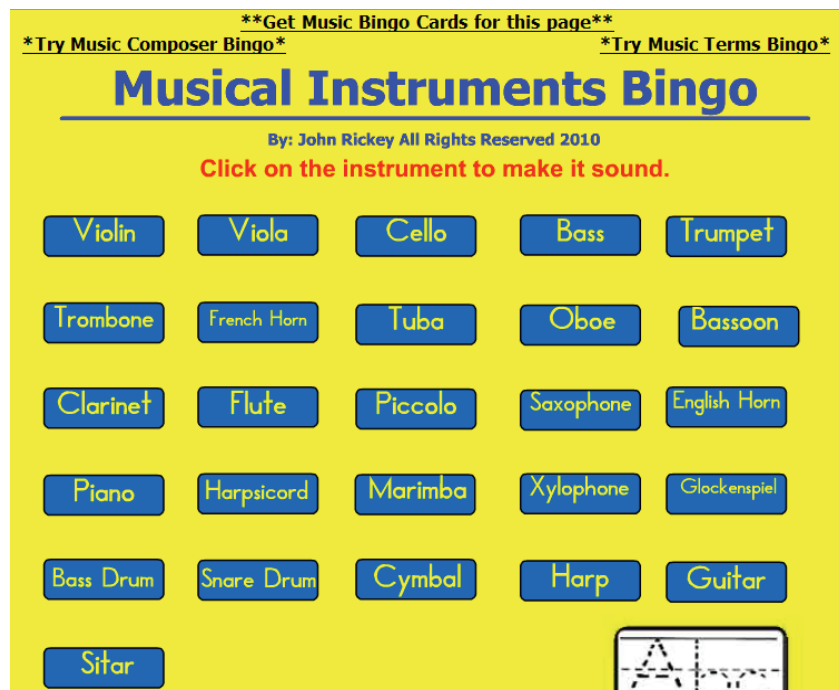 **Get Music Bingo Cards for this page**
*Try Music Composer Bingo* *Try Music Terms Bingo*
Musical Instruments Bingo
By: John Rickey All Rights Reserved 2010
Click on the instrument to make it sound.
Violin Viola Cello Bass Trumpet
Trombone French Horn Tuba Oboe Bassoon
Clarinet Flute Piccolo Saxophone English Horn
Piano Harpsicord Marimba Xylophone Glockenspiel
Bass Drum Snare Drum Cymbal Harp Guitar
Sitar